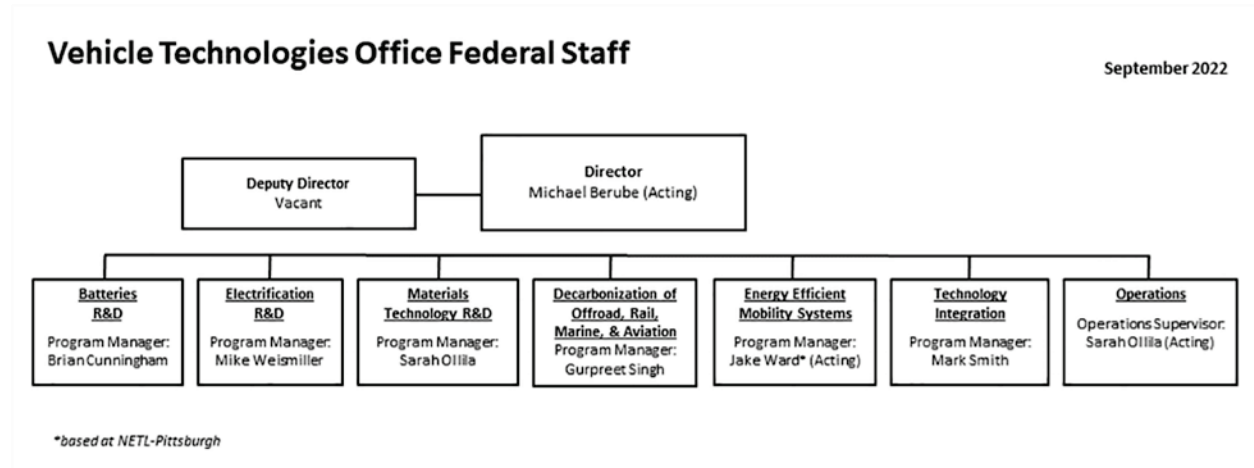 Vehicle Technologies Office Federal Staff
September 2022
Deputy Director
Vacant
Director
Michael Berube (Acting)
Batteries
R&D
Program Manager:
Brian Cunningham
Electrification
R&D
Program Manager:
Mike Weismiller
Materials
Technology R&D
Program Manager:
Sarah Ollila
Decarbonization of
Offroad, Rail,
Marine, & Aviation
Program Manager:
Gurpreet Singh
Energy Efficient
Mobility Systems
Program Manager:
Jake Ward* (Acting)
Technology
Integration
Program Manager:
Mark Smith
Operations
Operations Supervisor:
Sarah Ollila (Acting)
*based at NETL-Pittsburgh